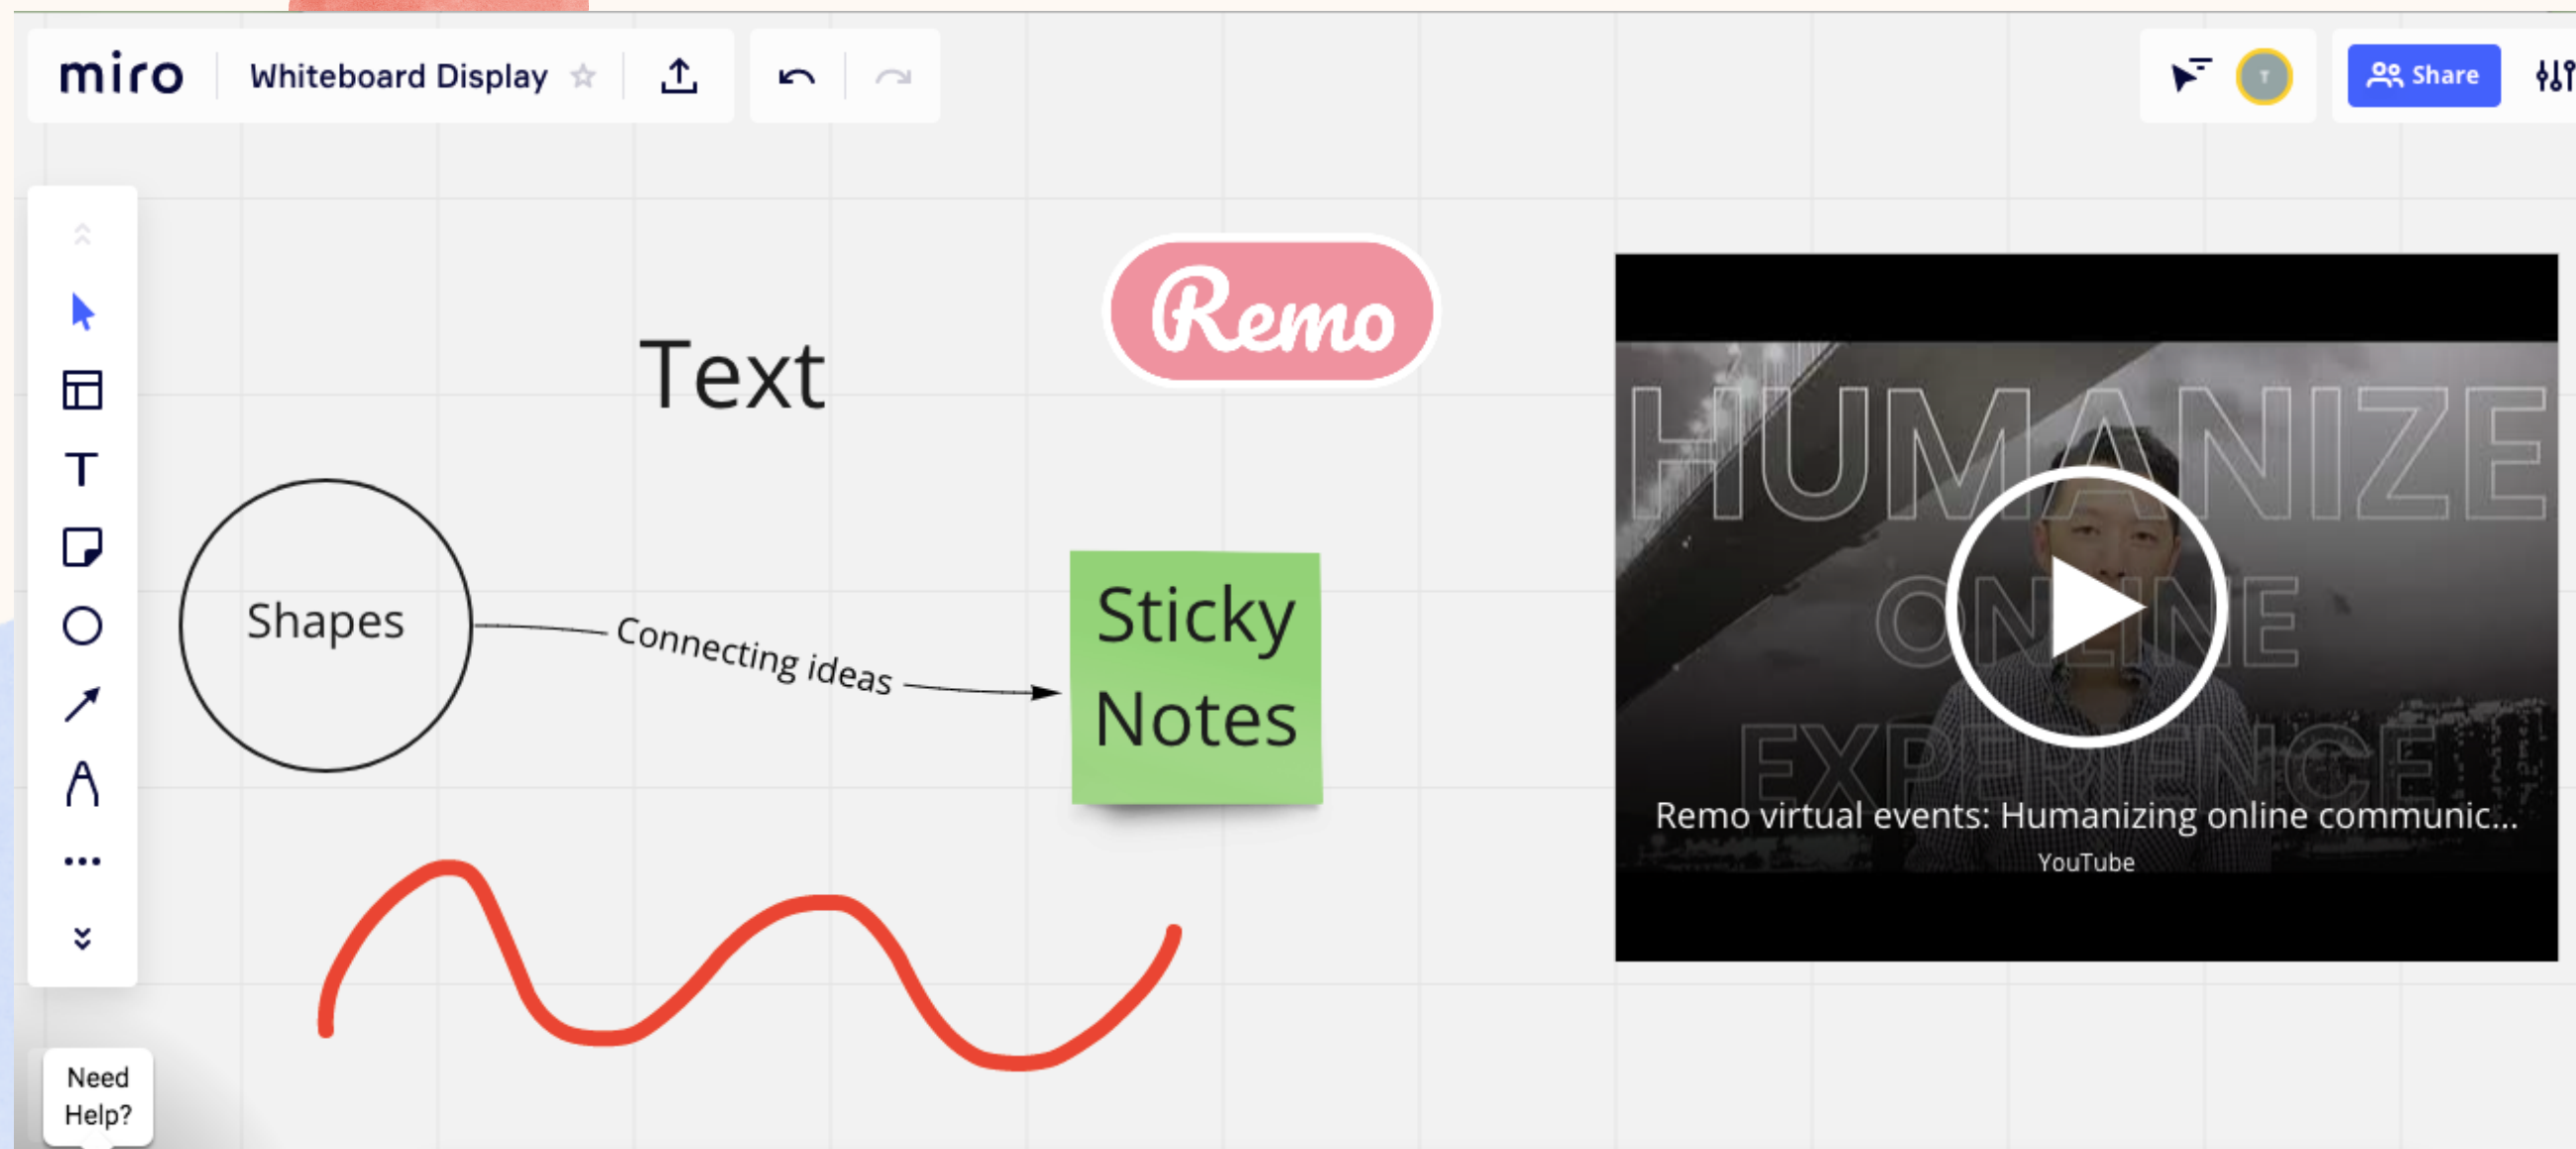 miro
Whiteboard Display
T
Share
Remo
Text
HUMANIZE
ONLINE
EXPERIENCE
Shapes
Connecting ideas
Sticky
Notes
Remo virtual events: Humanizing online communic...
YouTube
Need
Help?